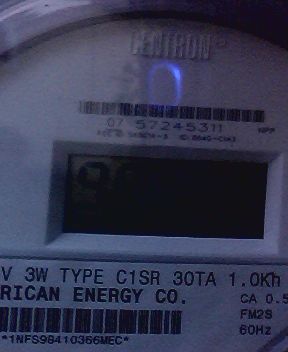 CENTRON
07 57245311
V 3W TYPE C1SR 30TA 1.0Kh
RICAN ENERGY CO.
CA 0.5
FM2S
60Hz
*1NFS98410366MEC*